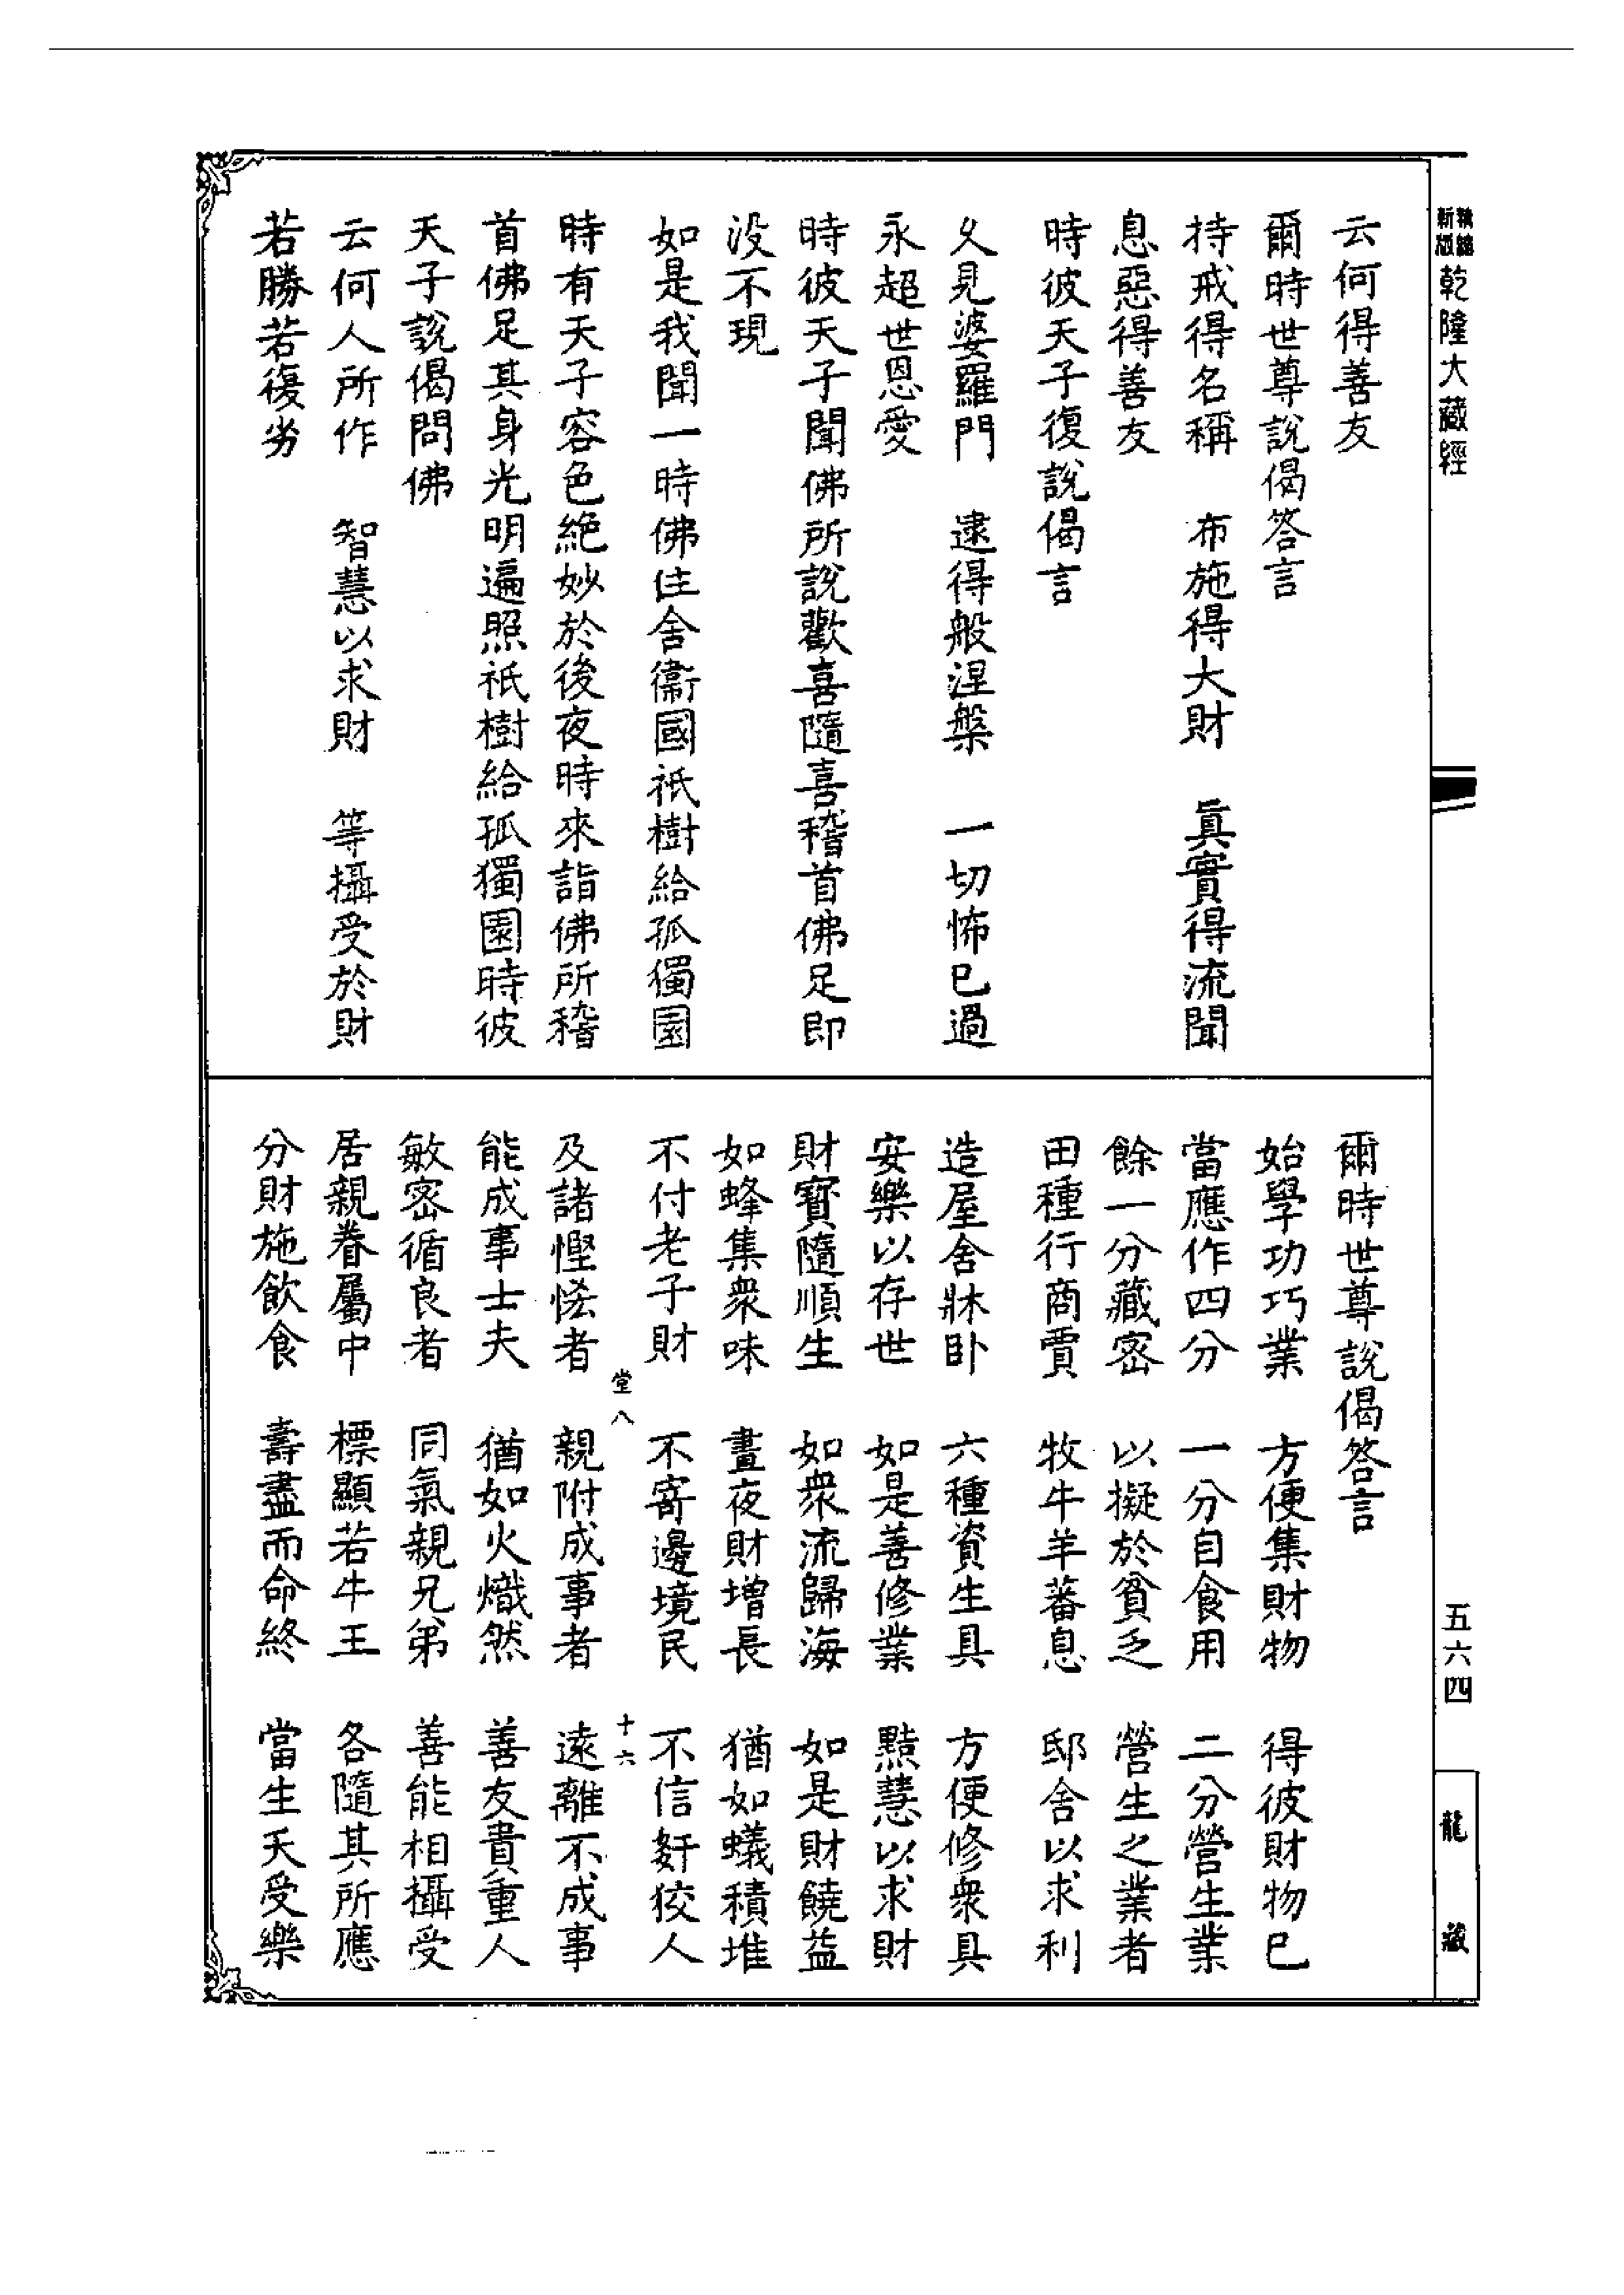 新版
乾隆大藏經
云何得善友
爾時世尊說偈答言
持戒得名稱　布施得大財　眞實得流聞
息惡得善友
時彼天子復說偈言
久見婆羅門　逮得般涅槃　一切怖已過
永超世恩愛
時彼天子聞佛所說歡喜隨喜稽首佛足即
没不現
如是我聞一時佛住舍衞國祇樹給孤獨園
時有天子容色絶妙於後夜時來詣佛所稽
首佛足其身光明遍照祇樹給孤獨園時彼
天子說偈問佛
云何人所作　智慧以求財　等攝受於財
若勝若復劣
爾時世尊說偈答言
始學功巧業　方便集財物　得彼財物已
當應作四分　一分自食用　二分營生業
餘一分藏密　以擬於貧乏　營生之業者
田種行商賈　牧牛羊蕃息　邸舍以求利
造屋舍牀卧　六種資生具　方便修衆具
安樂以存世　如是善修業　黠慧以求財
財寳隨順生　如衆流歸海　如是財饒益
如蜂集衆味　晝夜財增長　猶如蟻積堆
不付老子財　不寄邊境民　不信姧狡人
堂八　十六
及諸慳悋者　親附成事者　遠離不成事
能成事士夫　猶如火熾然　善友貴重人
敏密循良者　同氣親兄弟　善能相攝受
居親眷屬中　標顯若牛王　各隨其所應
分財施飲食　壽盡而命終　當生天受樂
五六四
龍藏